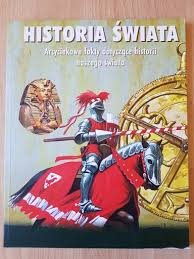 HISTORIA ŚWIATA
Arcyciekawe fakty dotyczące historii
naszego świata